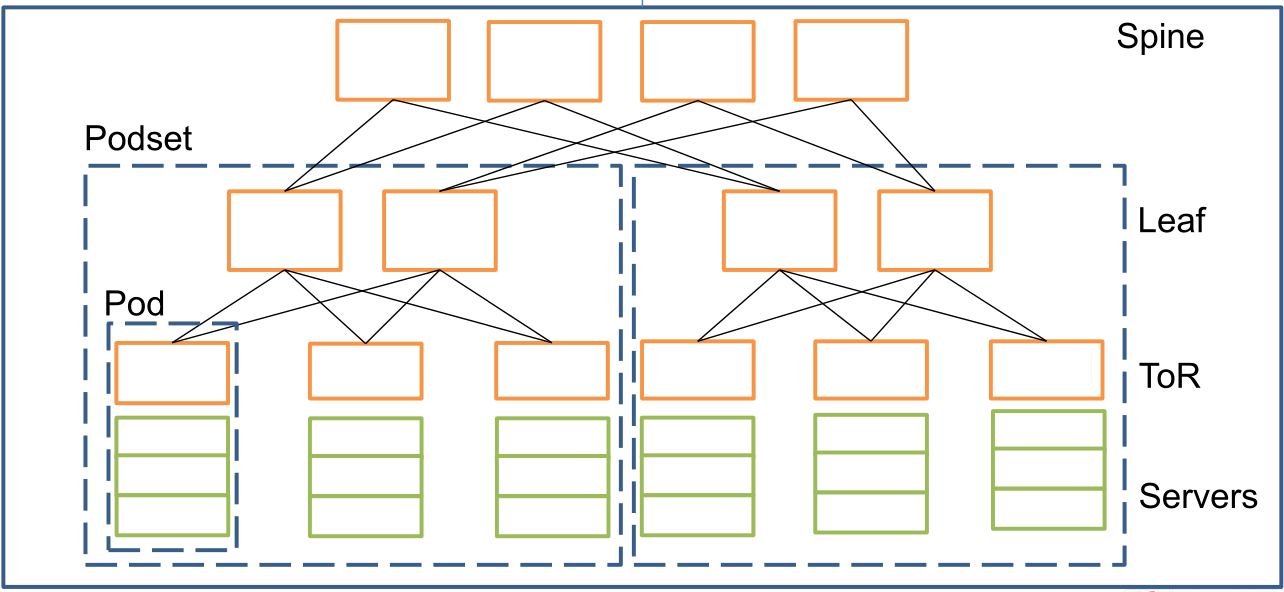 Spine
Podset
Leaf
Pod
ToR
Servers